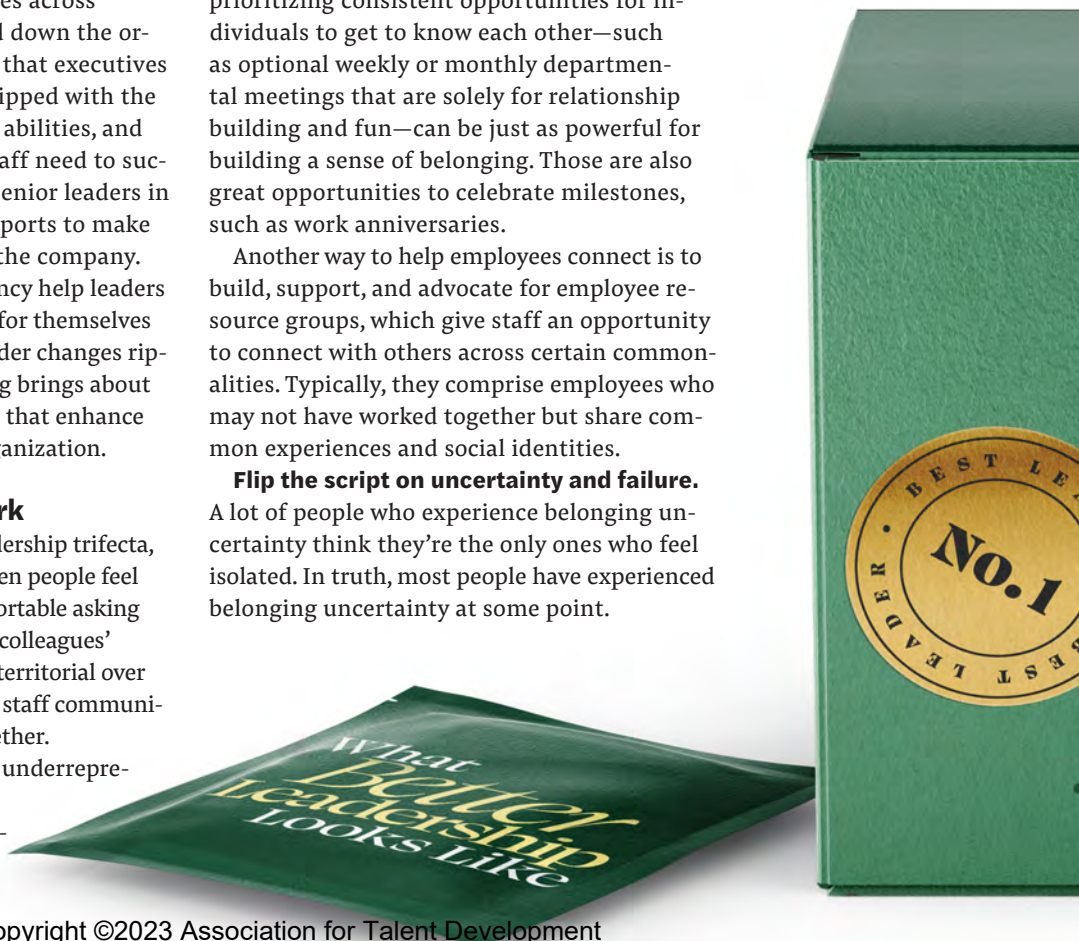 es across
d down the or-
that executives
ipped with the
abilities, and
aff need to suc-
enior leaders in
ports to make
the company.
ncy help leaders
for themselves
der changes rip-
g brings about
that enhance
ganization.
rk
dership trifecta,
en people feel
ortable asking
colleagues'
territorial over
staff communi-
ether.
underrepre-
prioritizing consistent opportunities for in-
dividuals to get to know each other—such
as optional weekly or monthly departmen-
tal meetings that are solely for relationship
building and fun—can be just as powerful for
building a sense of belonging. Those are also
great opportunities to celebrate milestones,
such as work anniversaries.
Another way to help employees connect is to
build, support, and advocate for employee re-
source groups, which give staff an opportunity
to connect with others across certain common-
alities. Typically, they comprise employees who
may not have worked together but share com-
mon experiences and social identities.
Flip the script on uncertainty and failure.
A lot of people who experience belonging un-
certainty think they're the only ones who feel
isolated. In truth, most people have experienced
belonging uncertainty at some point.
What
Better
Leadership
Looks Like
BEST LEA
No.1
BEST LEADER
opyright ©2023 Association for Talent Development